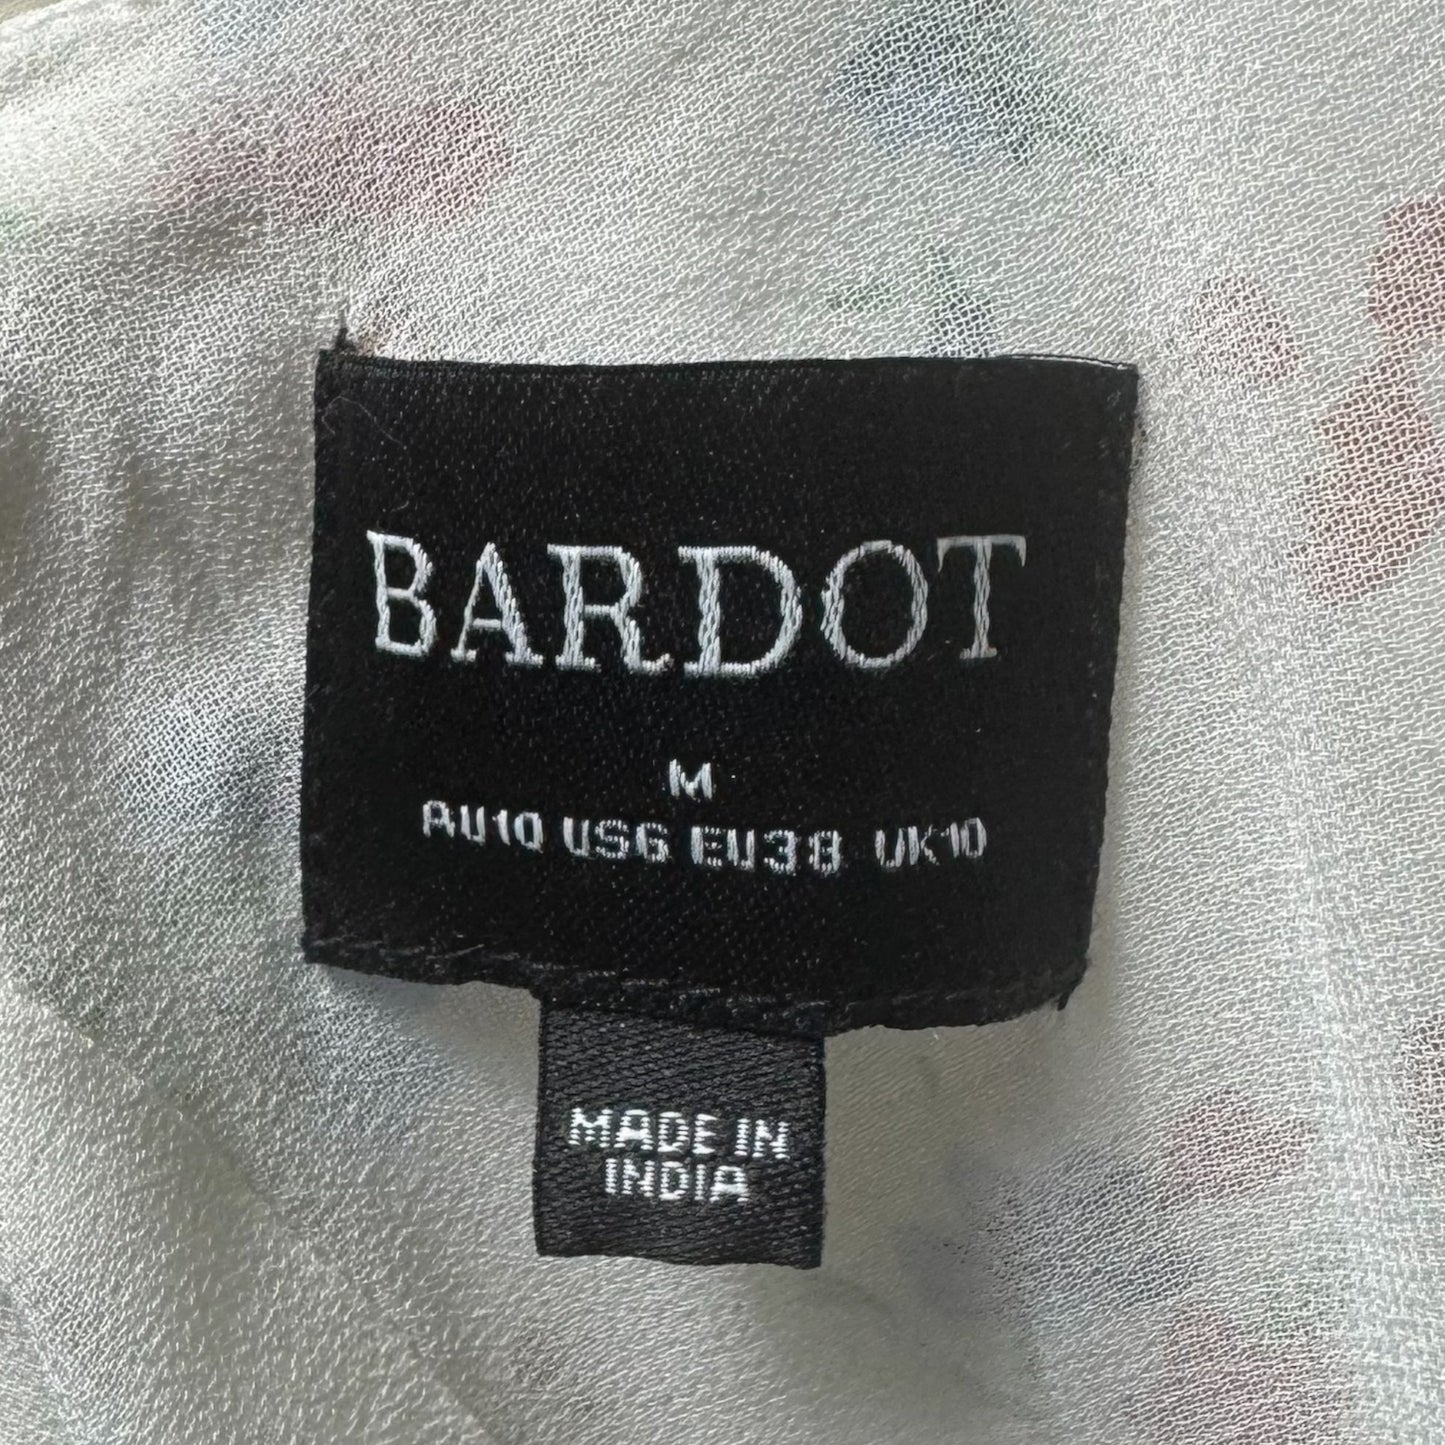 BARDOT
M
AU10 US6 EU38 UK10
MADE IN
INDIA